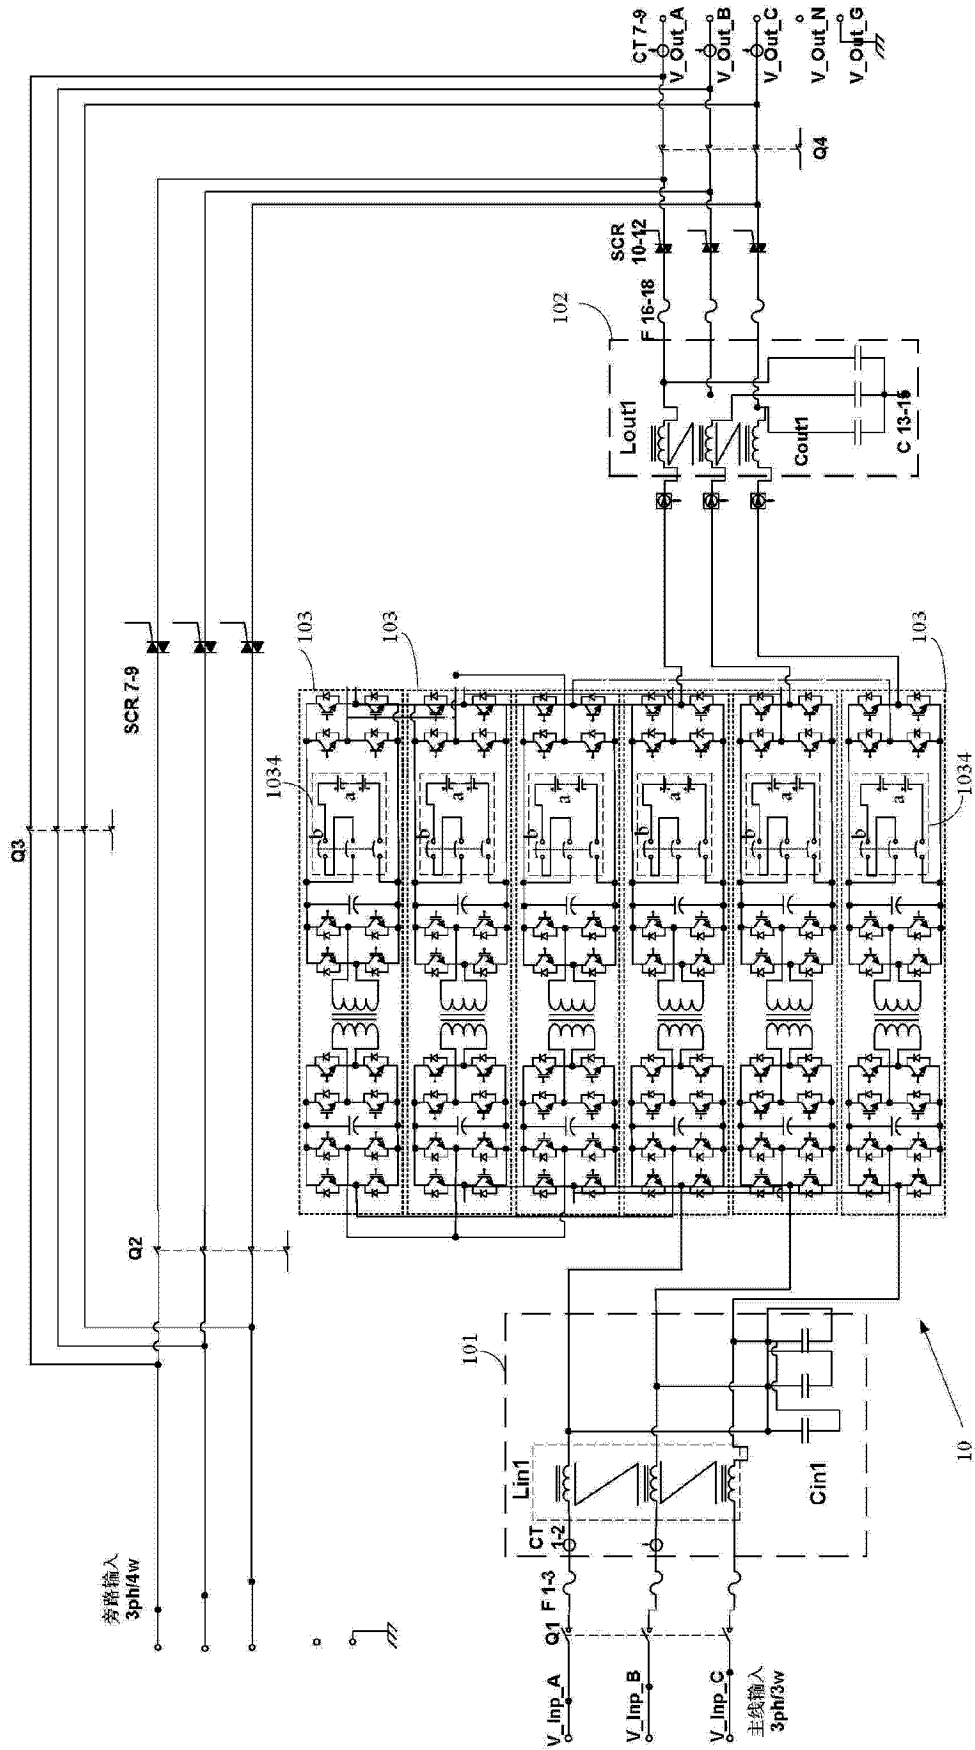 CT 7-9
V_Out_A
V_Out_B
V_Out_C
V_Out_N
V_Out_G
Q4
SCR
10-12
F 16-18
102
Lout1
Cout1
C 13-15
SCR 7-9
Q3
103
103
103
1034
1034
a
b
a
b
a
b
a
b
a
b
a
b
Q2
101
Lin1
Cin1
CT
1-2
F 1-3
Q1
10
旁路输入
3ph/4w
V_Inp_A
V_Inp_B
V_Inp_C
主线输入
3ph/3w